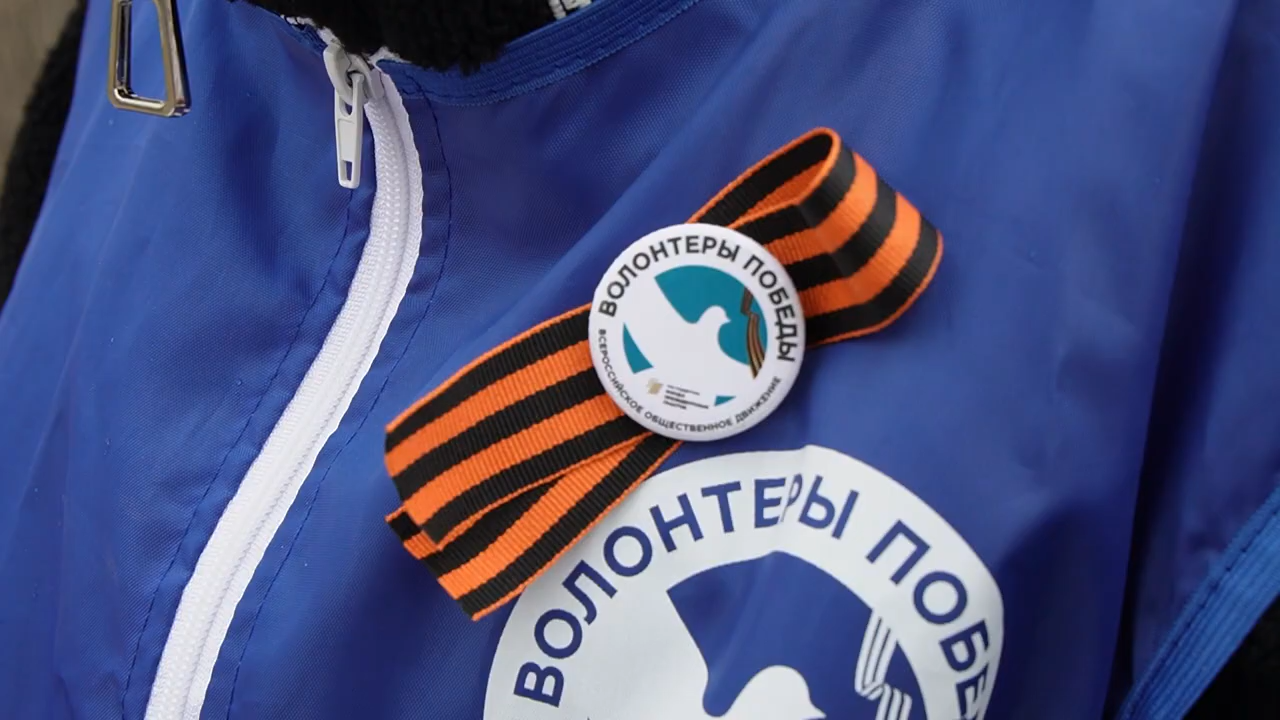 ВОЛОНТЕРЫ ПОБЕДЫ
ВСЕРОССИЙСКОЕ ОБЩЕСТВЕННОЕ ДВИЖЕНИЕ
ВОЛОНТЕРЫ ПОБЕ